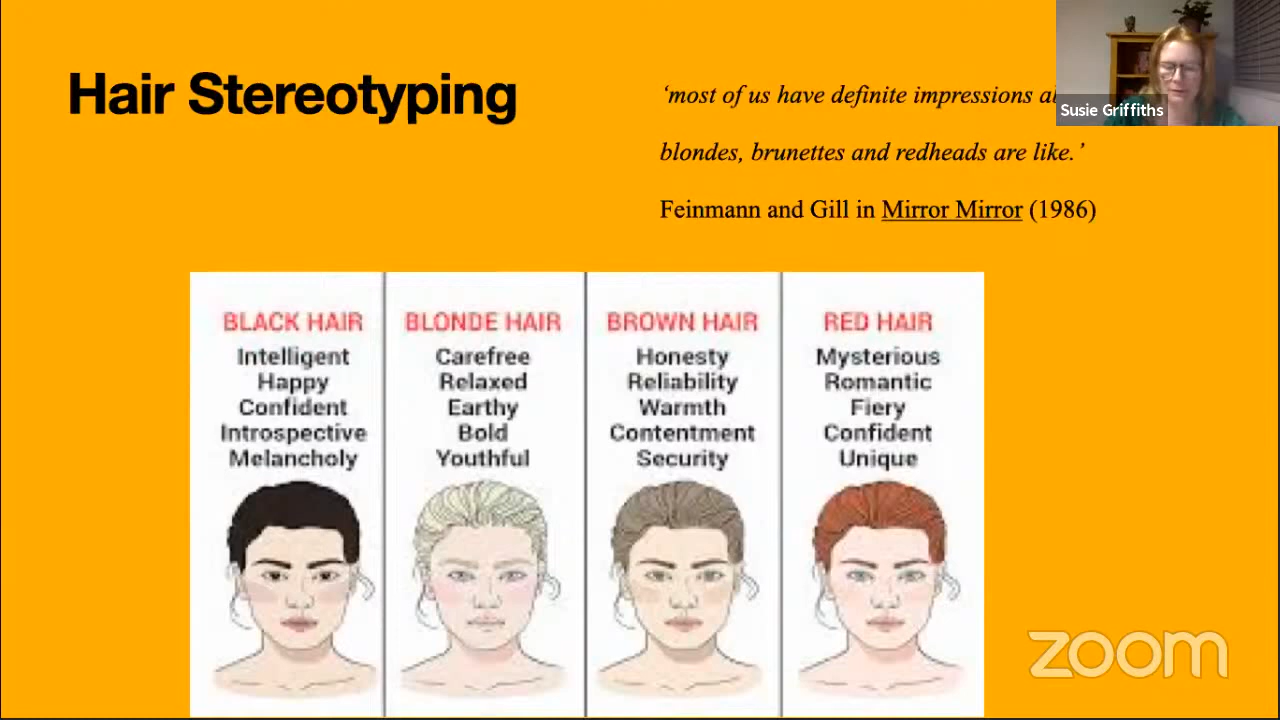 Hair Stereotyping
‘most of us have definite impressions
blondes, brunettes and redheads are like.’
Feinmann and Gill in Mirror Mirror (1986)
Susie Griffiths
BLACK HAIR
Intelligent
Happy
Confident
Introspective
Melancholy
BLONDE HAIR
Carefree
Relaxed
Earthy
Bold
Youthful
BROWN HAIR
Honesty
Reliability
Warmth
Contentment
Security
RED HAIR
Mysterious
Romantic
Fiery
Confident
Unique
zoom